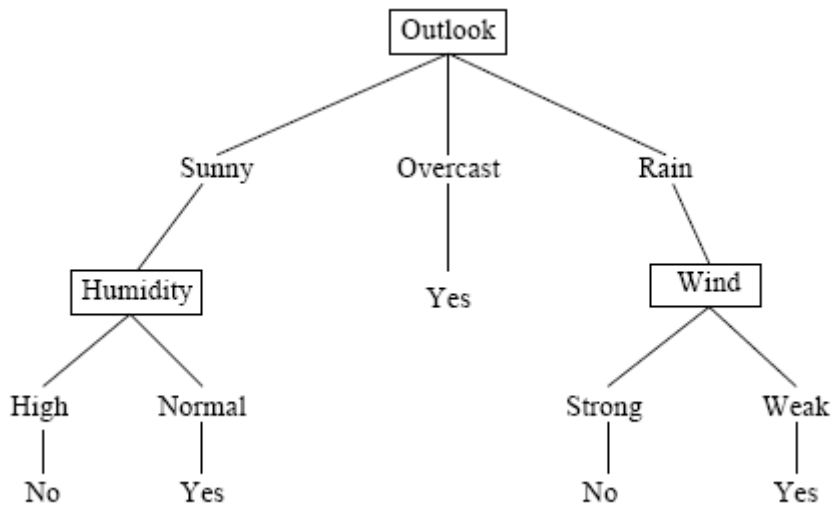 Outlook
Sunny Overcast Rain
Humidity Yes Wind
High Normal Strong Weak
No Yes No Yes